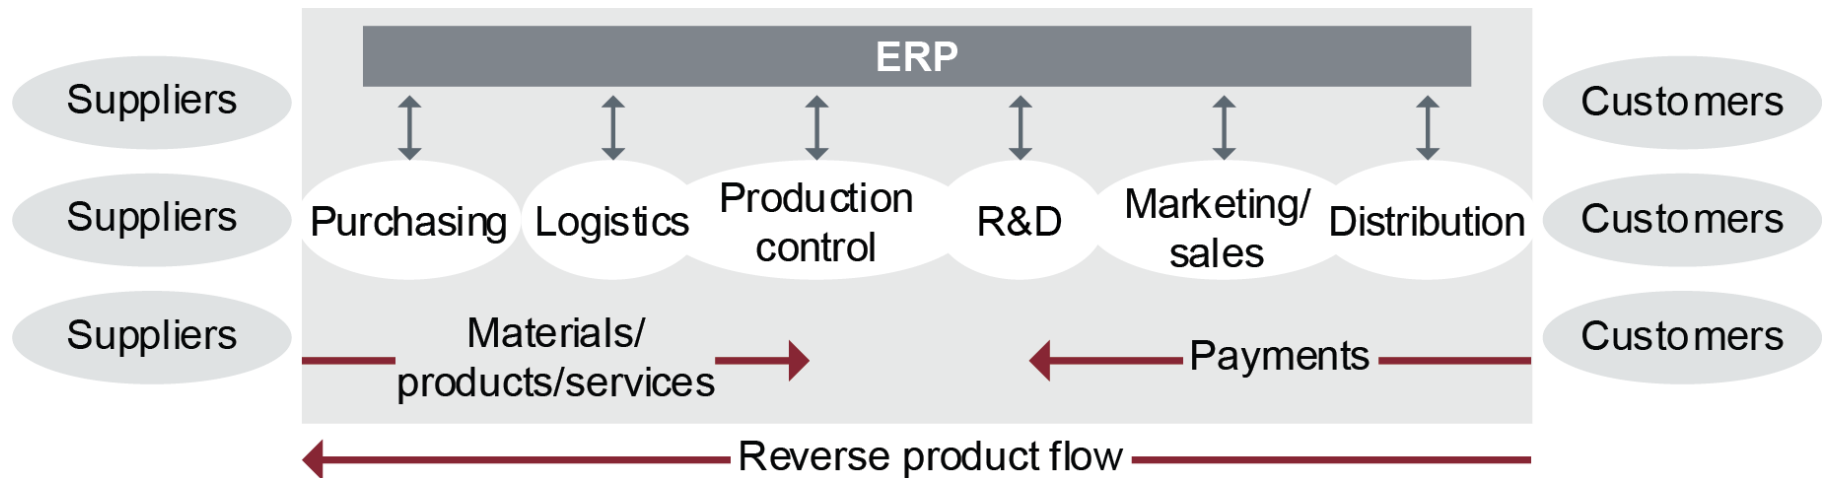 ERP
Suppliers
Customers
Suppliers
Purchasing
Logistics
Production
control
R&D
Marketing/
sales
Distribution
Customers
Suppliers
Materials/
products/services
Payments
Customers
Reverse product flow